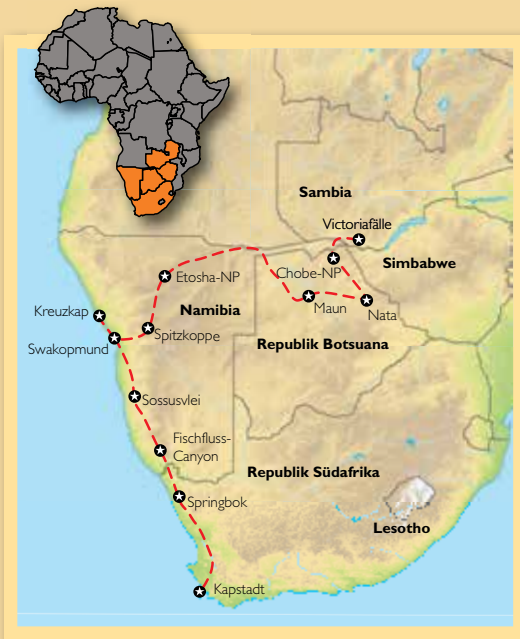 Sambia
Victoriafälle
Simbabwe
Chobe-NP
Etosha-NP
Maun
Nata
Namibia
Kreuzkap
Spitzkoppe
Swakopmund
Republik Botsuana
Sossusvlei
Fischfluss-
Canyon
Republik Südafrika
Springbok
Lesotho
Kapstadt